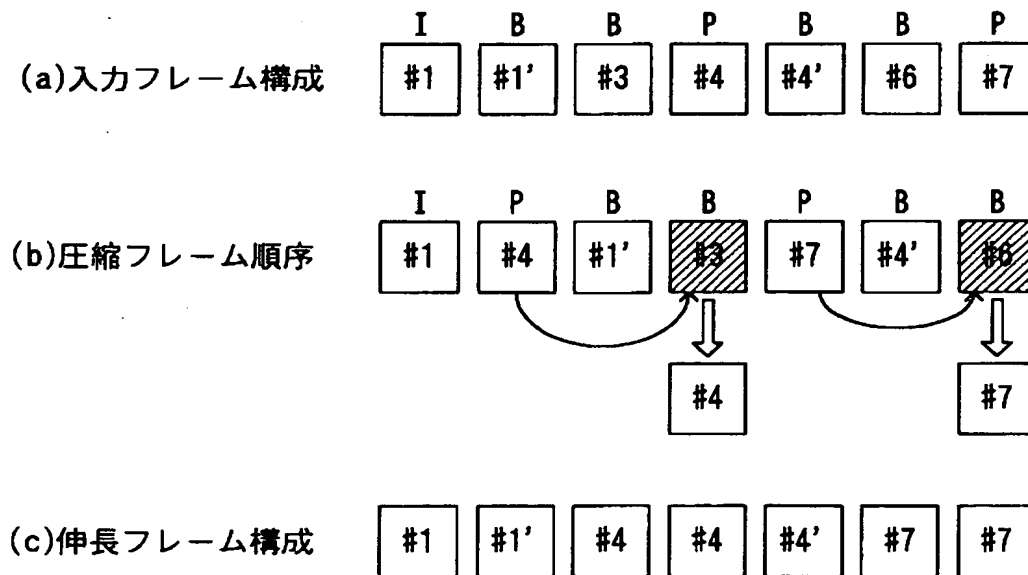 I B B P B B P
(a)入力フレーム構成 #1 #1' #3 #4 #4' #6 #7
I P B B P B B
(b)圧縮フレーム順序 #1 #4 #1' #3 #7 #4' #6
#4 #7
(c)伸長フレーム構成 #1 #1' #4 #4 #4' #7 #7